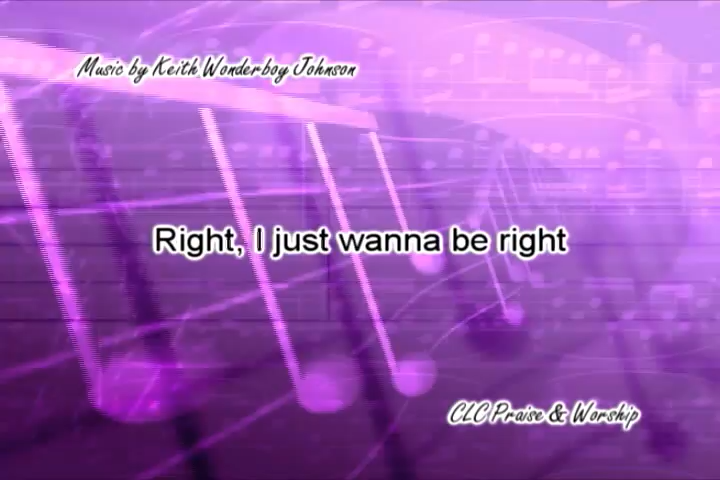 Music by Keith Wonderboy Johnson
Right, I just wanna be right
CLC Praise & Worship